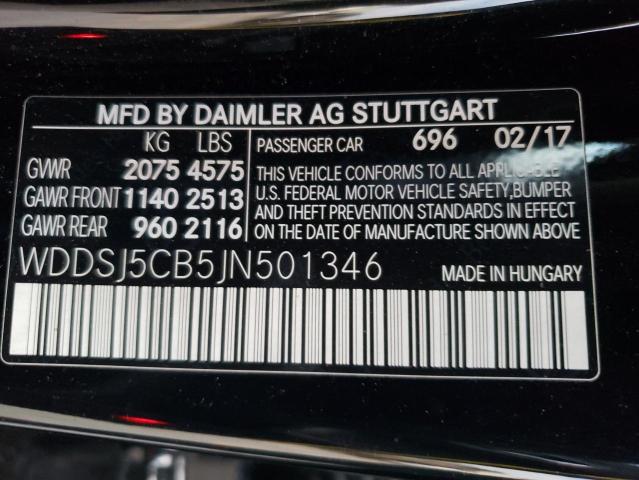 MFD BY DAIMLER AG STUTTGART
KG LBS
GVWR 2075 4575
GAWR FRONT 1140 2513
GAWR REAR 960 2116
PASSENGER CAR 696 02/17
THIS VEHICLE CONFORMS TO ALL APPLICABLE
U.S. FEDERAL MOTOR VEHICLE SAFETY,BUMPER
AND THEFT PREVENTION STANDARDS IN EFFECT
ON THE DATE OF MANUFACTURE SHOWN ABOVE
WDDSJ5CB5JN501346 MADE IN HUNGARY